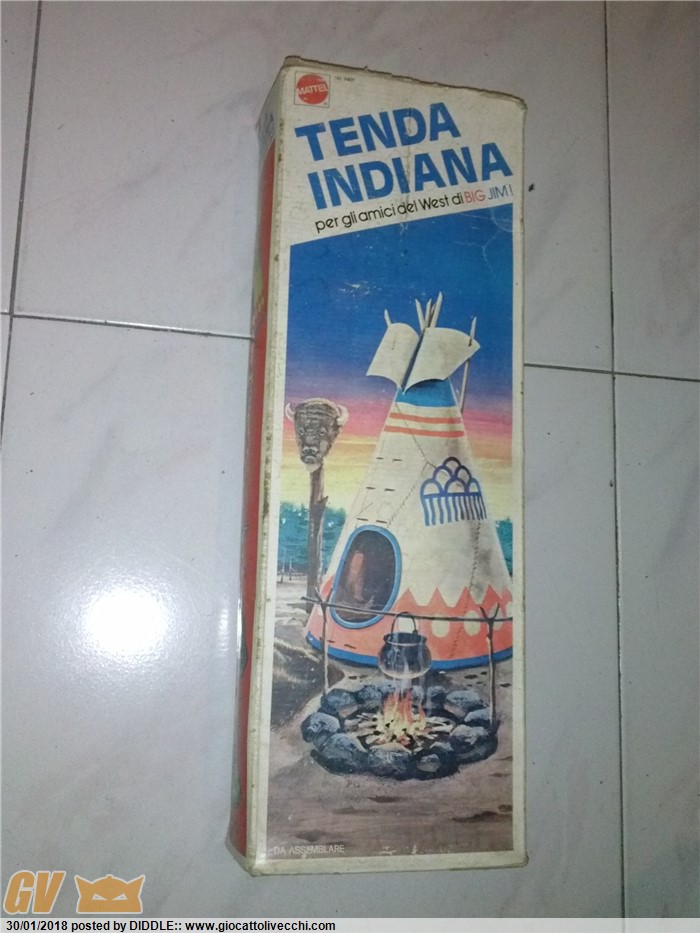 MATTEL
TENDA
INDIANA
per gli amici del West di BIG JIM!
DA ASSEMBLARE
GV
30/01/2018 posted by DIDDLE:: www.giocattolivecchi.com